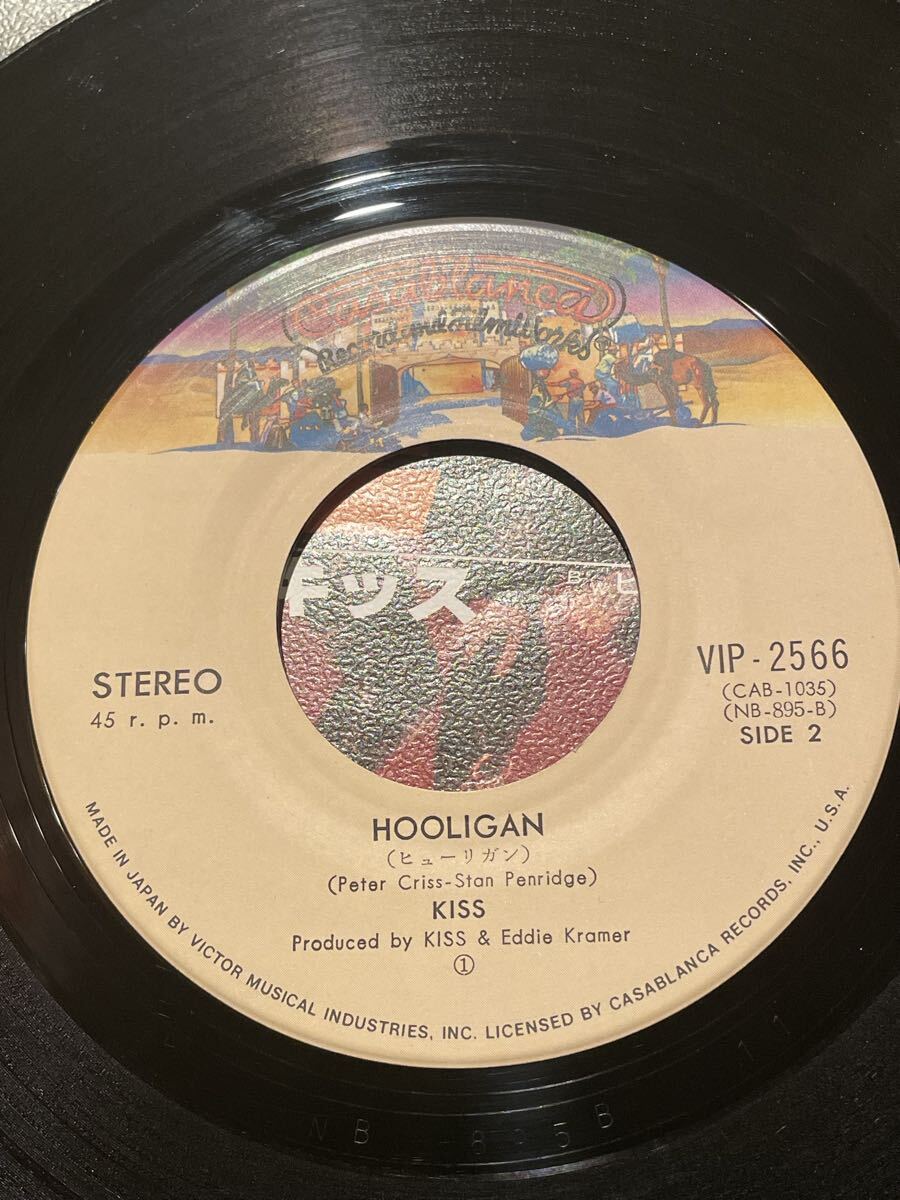 Casablanca
Record and FilmWorks
キッス
B/W ヒ
STEREO
45 r. p. m.
VIP - 2566
(CAB-1035)
(NB-895-B)
SIDE 2
HOOLIGAN
(ヒューリガン)
(Peter Criss-Stan Penridge)
KISS
Produced by KISS & Eddie Kramer
①
MADE IN JAPAN BY VICTOR MUSICAL INDUSTRIES, INC. LICENSED BY CASABLANCA RECORDS, INC., U.S.A.
NB 895B